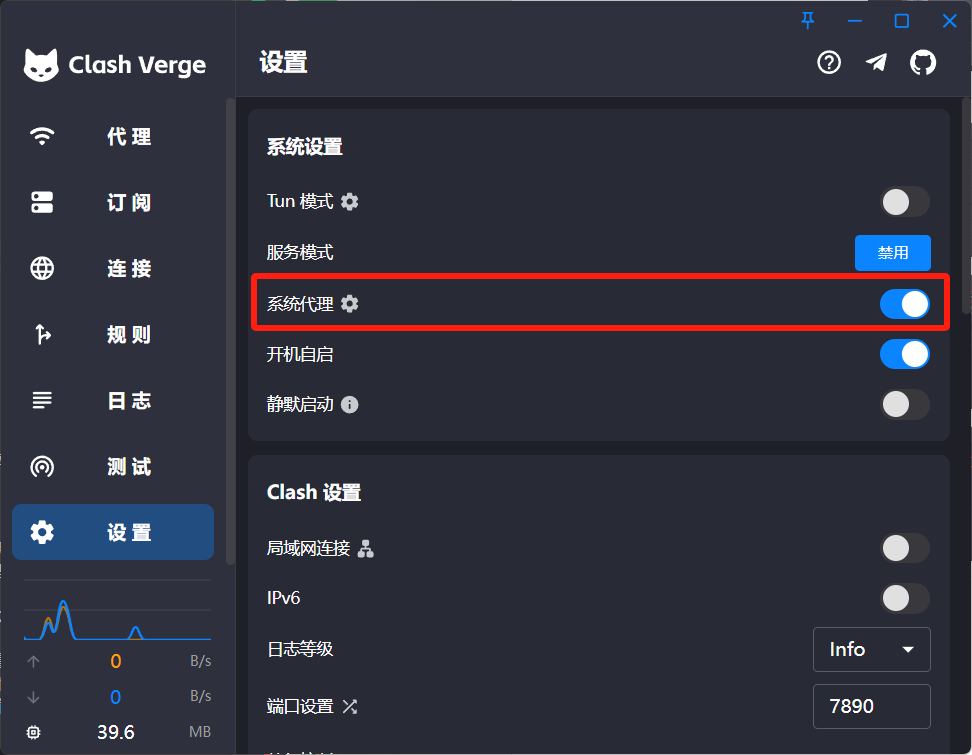 Clash Verge
代理
订阅
连接
规则
日志
测试
设置
0 B/s
0 B/s
39.6 MB
设置
系统设置
Tun 模式
服务模式 禁用
系统代理
开机自启
静默启动
Clash 设置
局域网连接
IPv6
日志等级 Info
端口设置 7890